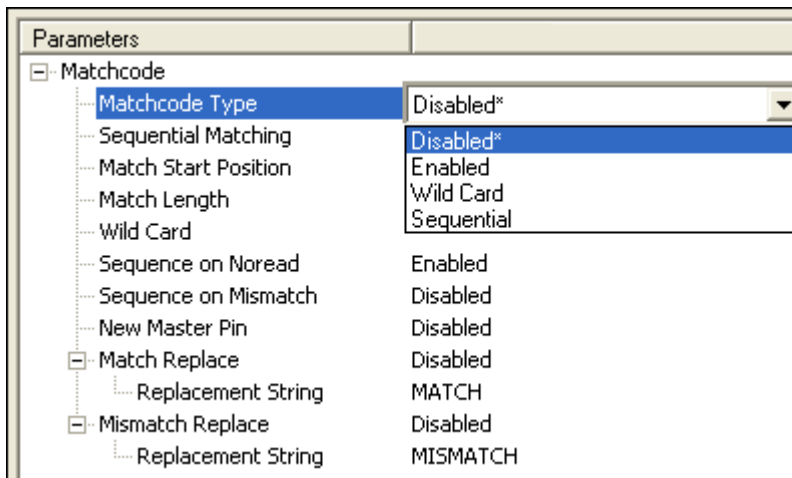 Parameters
Matchcode
Matchcode Type Disabled*
Sequential Matching Disabled*
Match Start Position Enabled
Match Length Wild Card
Wild Card Sequential
Sequence on Noread Enabled
Sequence on Mismatch Disabled
New Master Pin Disabled
Match Replace Disabled
Replacement String MATCH
Mismatch Replace Disabled
Replacement String MISMATCH